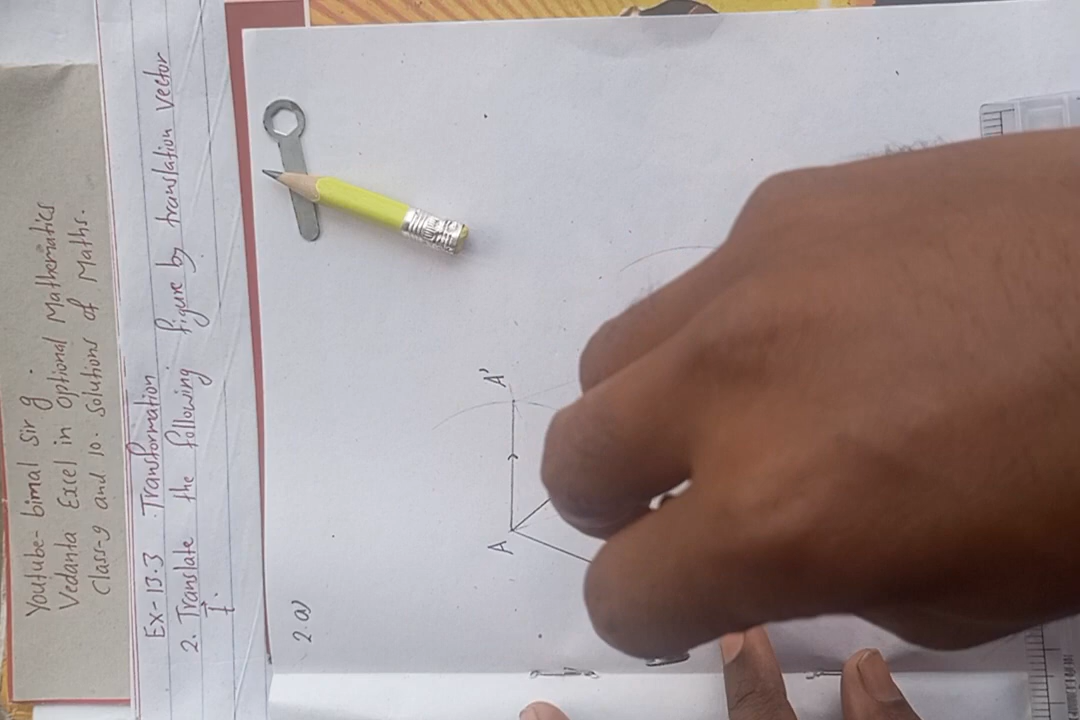 Youtube- bimal Sir g
Vedanta Excel in Optional Mathematics
Class-9 and 10. Solutions of Maths.
Ex-13.3 Transformation
2. Translate the following figure by translation vector
T.
2 a)
A
A'